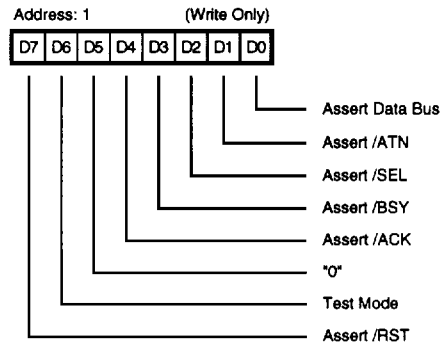 Address: 1 (Write Only)
D7 D6 D5 D4 D3 D2 D1 D0
Assert Data Bus
Assert /ATN
Assert /SEL
Assert /BSY
Assert /ACK
"0"
Test Mode
Assert /RST